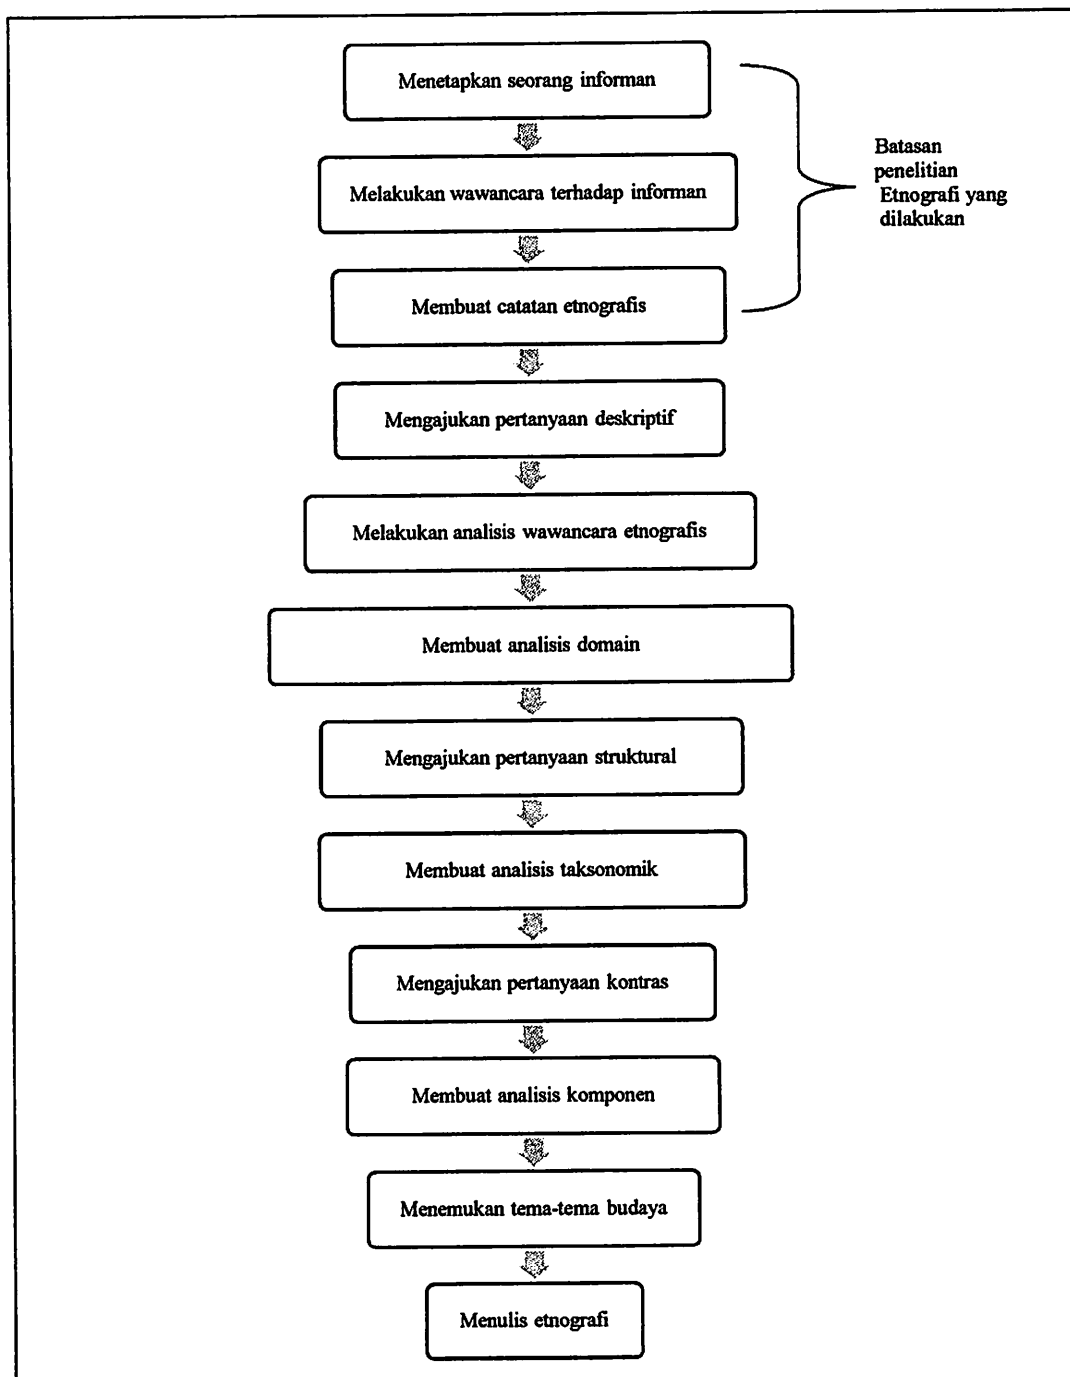 Menetapkan seorang informan
Melakukan wawancara terhadap informan
Membuat catatan etnografis
Batasan
penelitian
Etnografi yang
dilakukan
Mengajukan pertanyaan deskriptif
Melakukan analisis wawancara etnografis
Membuat analisis domain
Mengajukan pertanyaan struktural
Membuat analisis taksonomik
Mengajukan pertanyaan kontras
Membuat analisis komponen
Menemukan tema-tema budaya
Menulis etnografi